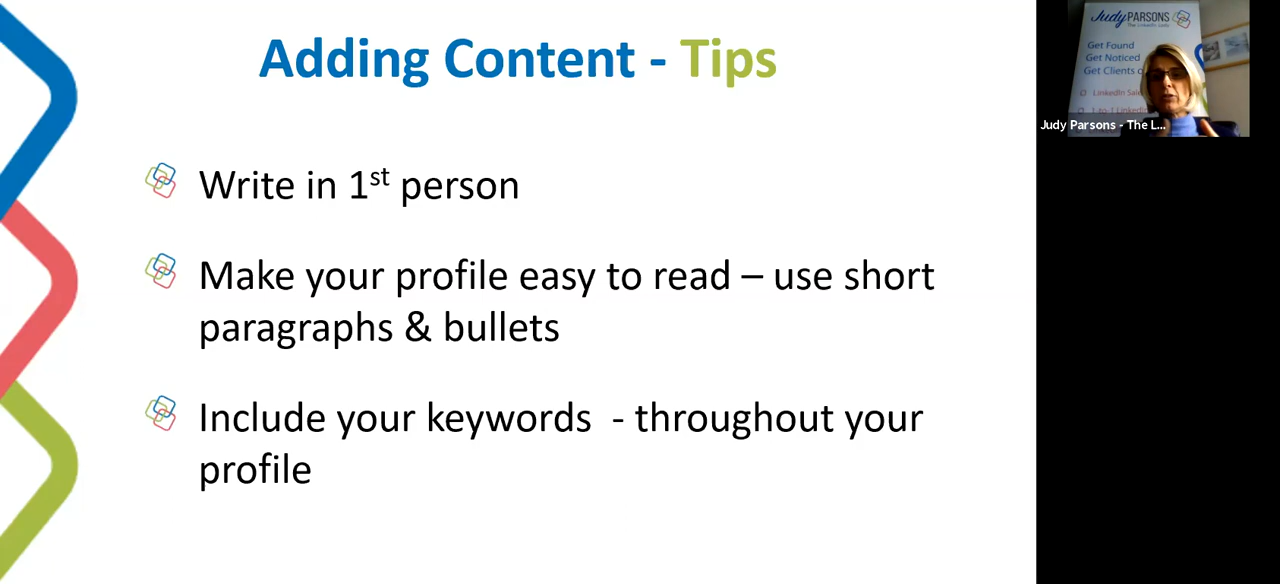 Adding Content - Tips
Write in 1st person
Make your profile easy to read – use short
paragraphs & bullets
Include your keywords - throughout your
profile
Judy PARSONS
Get Found
Get Noticed
Get Clients
LinkedIn
Judy Parsons - The L...